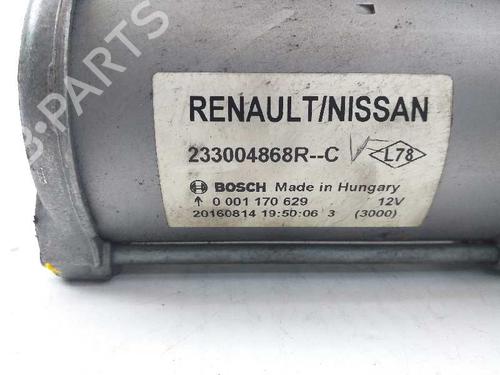 RENAULT/NISSAN
233004868R--C L78
BOSCH Made in Hungary
0 001 170 629 12V
20160814 19:50:06 3 (3000)
B-PARTS